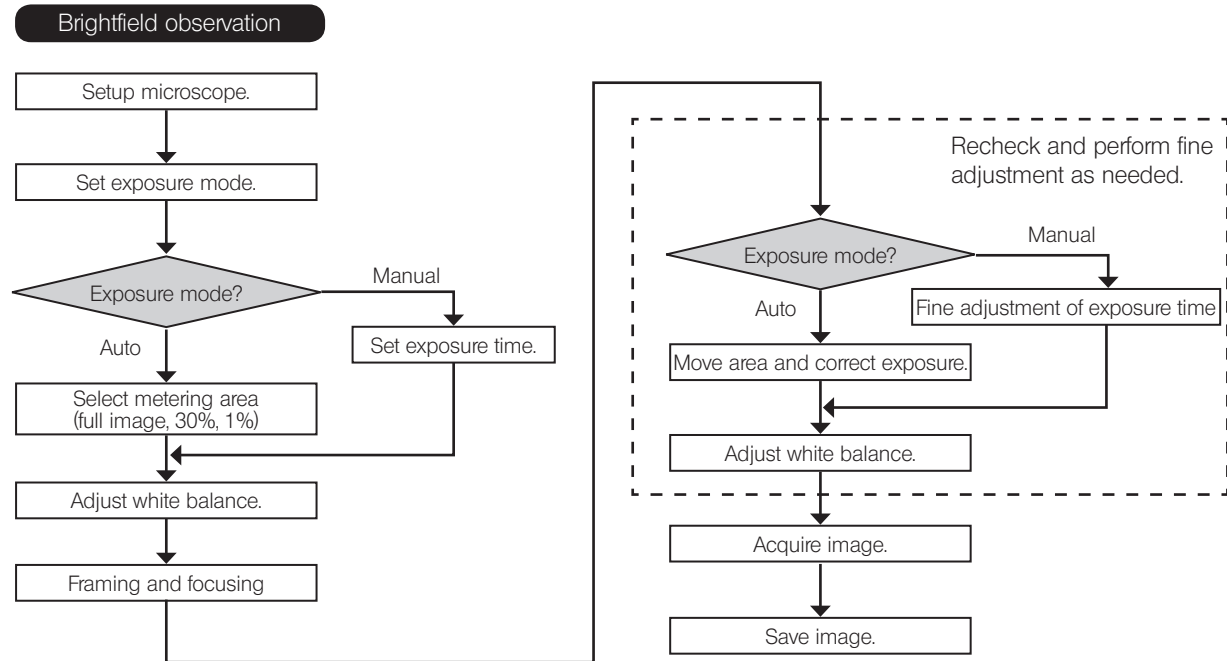 Brightfield observation
Setup microscope.
Set exposure mode.
Exposure mode?
Manual
Auto
Set exposure time.
Select metering area
(full image, 30%, 1%)
Adjust white balance.
Framing and focusing
Recheck and perform fine
adjustment as needed.
Exposure mode?
Manual
Auto
Fine adjustment of exposure time
Move area and correct exposure.
Adjust white balance.
Acquire image.
Save image.